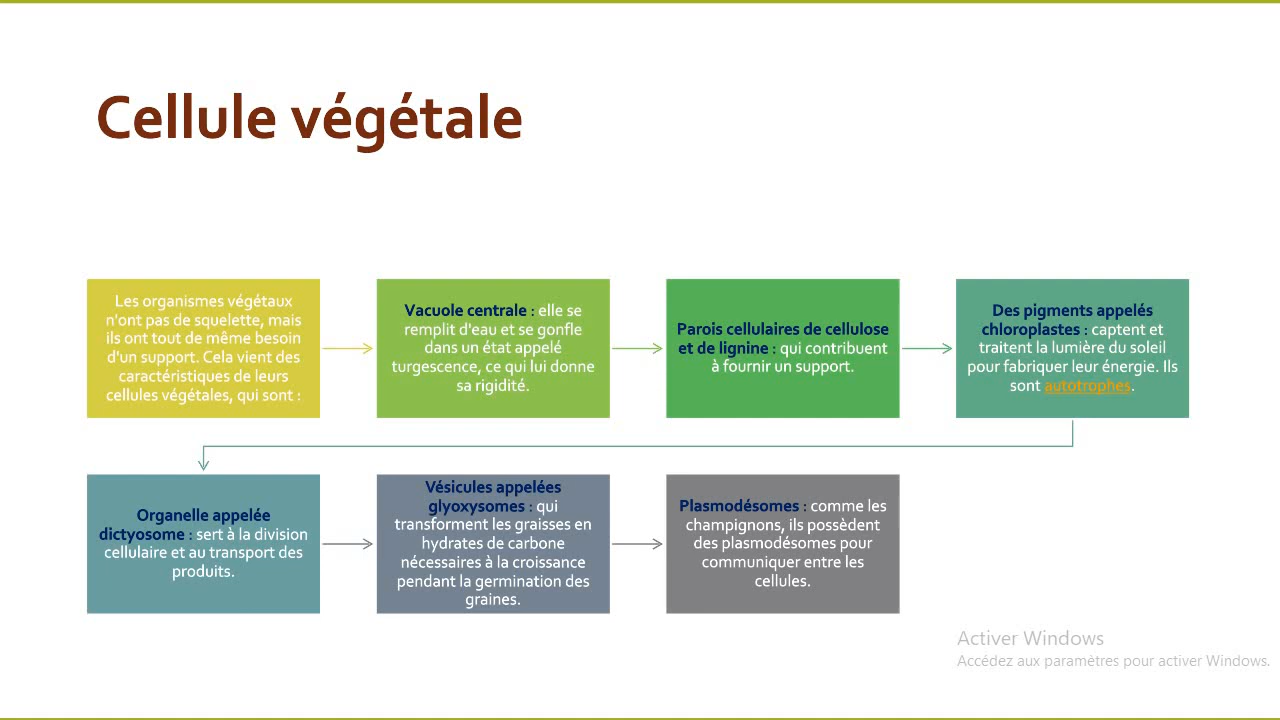 Cellule végétale
Les organismes végétaux
n'ont pas de squelette, mais
ils ont tout de même besoin
d'un support. Cela vient des
caractéristiques de leurs
cellules végétales, qui sont :
Vacuole centrale : elle se
remplit d'eau et se gonfle
dans un état appelé
turgescence, ce qui lui donne
sa rigidité.
Parois cellulaires de cellulose
et de lignine : qui contribuent
à fournir un support.
Des pigments appelés
chloroplastes : captent et
traitent la lumière du soleil
pour fabriquer leur énergie. Ils
sont autotrophes.
Organelle appelée
dictyosome : sert à la division
cellulaire et au transport des
produits.
Vésicules appelées
glyoxysomes : qui
transforment les graisses en
hydrates de carbone
nécessaires à la croissance
pendant la germination des
graines.
Plasmodésomes : comme les
champignons, ils possèdent
des plasmodésomes pour
communiquer entre les
cellules.
Activer Windows
Accédez aux paramètres pour activer Windows.